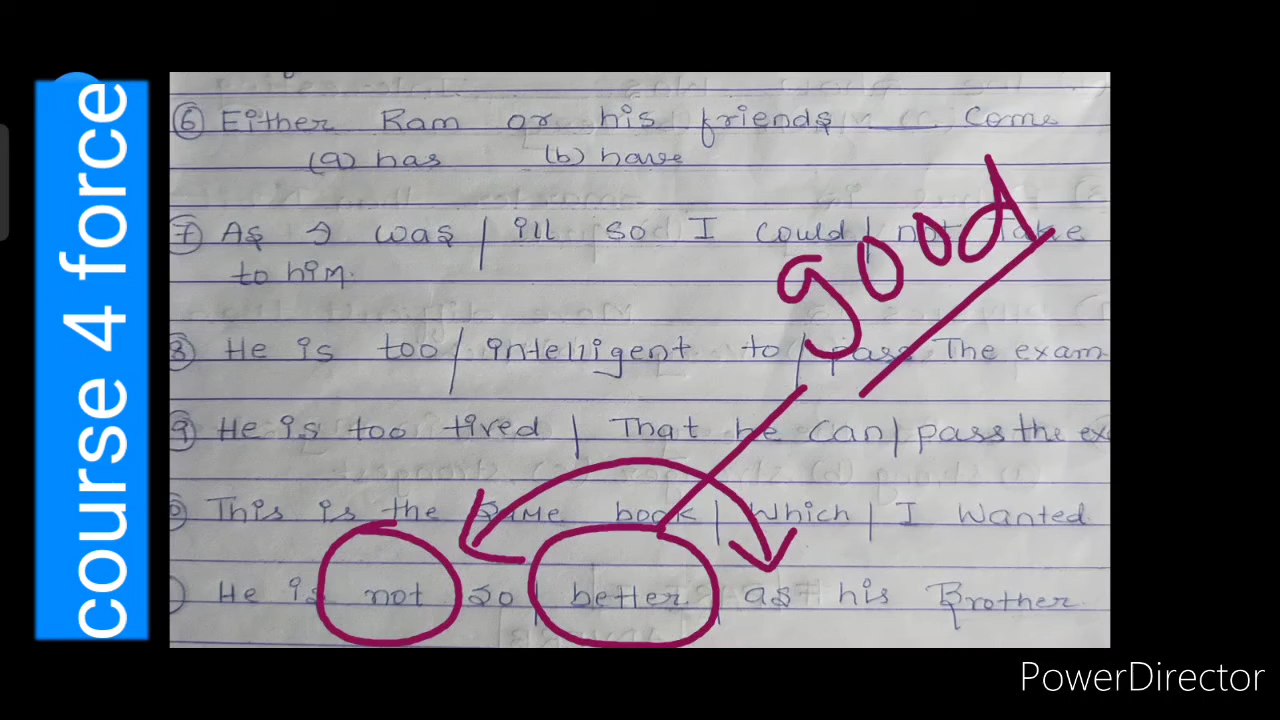 course 4 force
⑥ Either Ram or his friends ___ Come
(a) has (b) have
⑦ As I was / ill so I could / not Take
to him.
⑧ He is too / intelligent to / pass The exam
⑨ He is too tired / That he can / pass the ex
This is the same book / which / I wanted
He is not so / better / as his Brother
good
PowerDirector